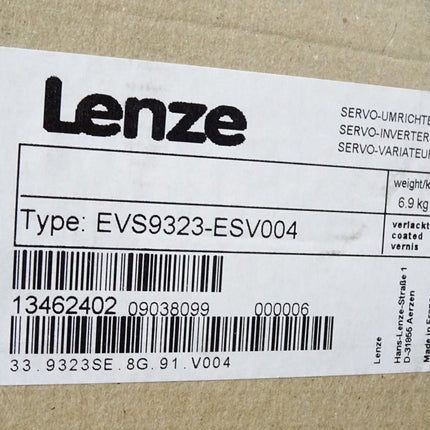 Lenze
SERVO-UMRICHTE
SERVO-INVERTER
SERVO-VARIATEUR
weight/k
6.9 kg
Type: EVS9323-ESV004
verlackt
coated
vernis
13462402 09038099 000006
33.9323SE.8G.91.V004
Lenze
Hans-Lenze-Straße 1
D-31855 Aerzen
Made in